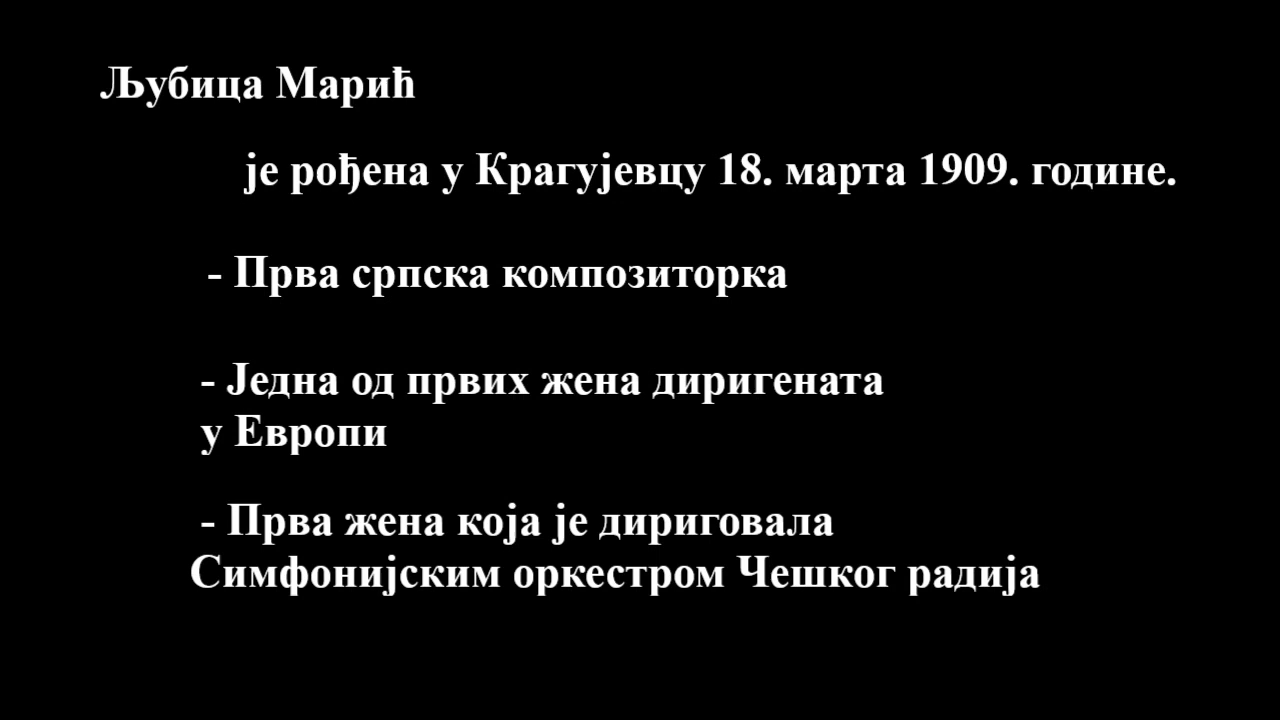 Љубица Марић
је рођена у Крагујевцу 18. марта 1909. године.
- Прва српска композиторка
- Једна од првих жена диригената
у Европи
- Прва жена која је дириговала
Симфонијским оркестром Чешког радија